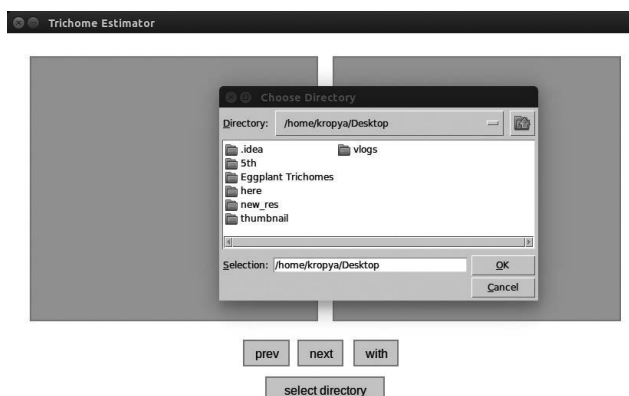 Trichome Estimator
Choose Directory
Directory: /home/kropya/Desktop
.idea vlogs
5th
Eggplant Trichomes
here
new_res
thumbnail
Selection: /home/kropya/Desktop OK
Cancel
prev next with
select directory